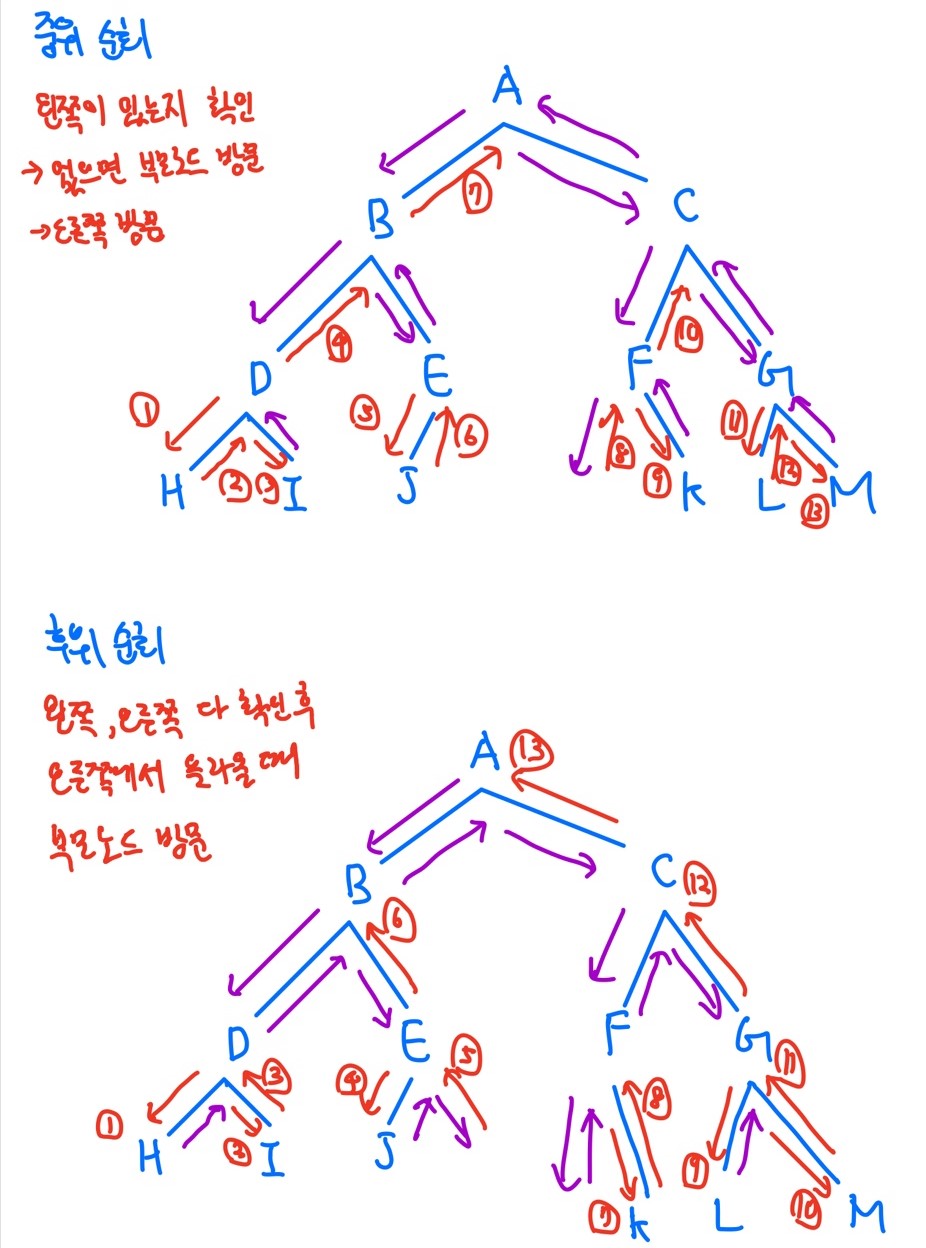 중위 순회
왼쪽이 있는지 확인
→ 없으면 부모노드 방문
→ 오른쪽 방문
A
⑦
B C
④ ⑩
D E F G
① ⑤ ⑥ ⑪
② ③ ⑧ ⑨ ⑫
H I J K L M
⑬
후위 순회
왼쪽, 오른쪽 다 확인 후
오른쪽에서 올라올 때
부모노드 방문
A ⑬
B C ⑫
⑥
D E F G
③ ④ ⑤ ⑧ ⑪
① ② ⑨
H I J
⑦ K L ⑩ M